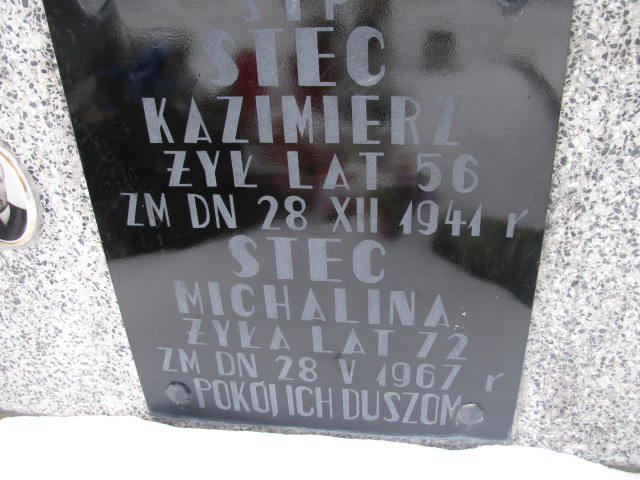 Ś†P
STEC
KAZIMIERZ
ŻYŁ LAT 56
ZM DN 28 XII 1941 r
STEC
MICHALINA
ŻYŁA LAT 72
ZM DN 28 V 1967 r
POKÓJ ICH DUSZOM